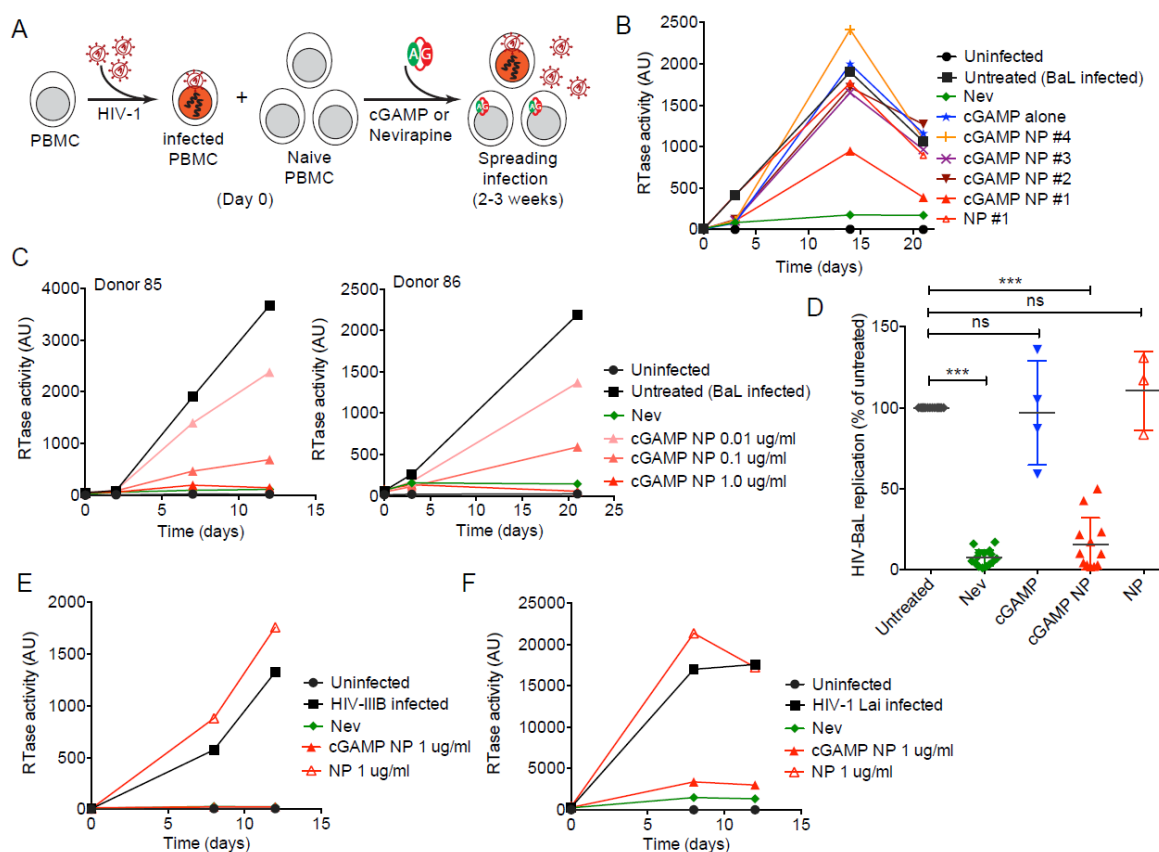 A
HIV-1
PBMC
infected
PBMC
+
Naive
PBMC
A G
cGAMP or
Nevirapine
AG
AG
Spreading
infection
(Day 0)
(2-3 weeks)
B
RTase activity (AU)
2500
2000
1500
1000
500
0
0 5 10 15 20
Time (days)
Uninfected
Untreated (BaL infected)
Nev
cGAMP alone
cGAMP NP #4
cGAMP NP #3
cGAMP NP #2
cGAMP NP #1
NP #1
C
Donor 85
RTase activity (AU)
4000
3000
2000
1000
0
0 5 10 15
Time (days)
Donor 86
RTase activity (AU)
2500
2000
1500
1000
500
0
0 5 10 15 20 25
Time (days)
Uninfected
Untreated (BaL infected)
Nev
cGAMP NP 0.01 ug/ml
cGAMP NP 0.1 ug/ml
cGAMP NP 1.0 ug/ml
D
***
ns
ns
***
HIV-BaL replication (% of untreated)
150
100
50
0
Untreated
Nev
cGAMP
cGAMP NP
NP
E
RTase activity (AU)
2000
1500
1000
500
0
0 5 10 15
Time (days)
Uninfected
HIV-IIIB infected
Nev
cGAMP NP 1 ug/ml
NP 1 ug/ml
F
RTase activity (AU)
25000
20000
15000
10000
5000
0
0 5 10 15
Time (days)
Uninfected
HIV-1 Lai infected
Nev
cGAMP NP 1 ug/ml
NP 1 ug/ml